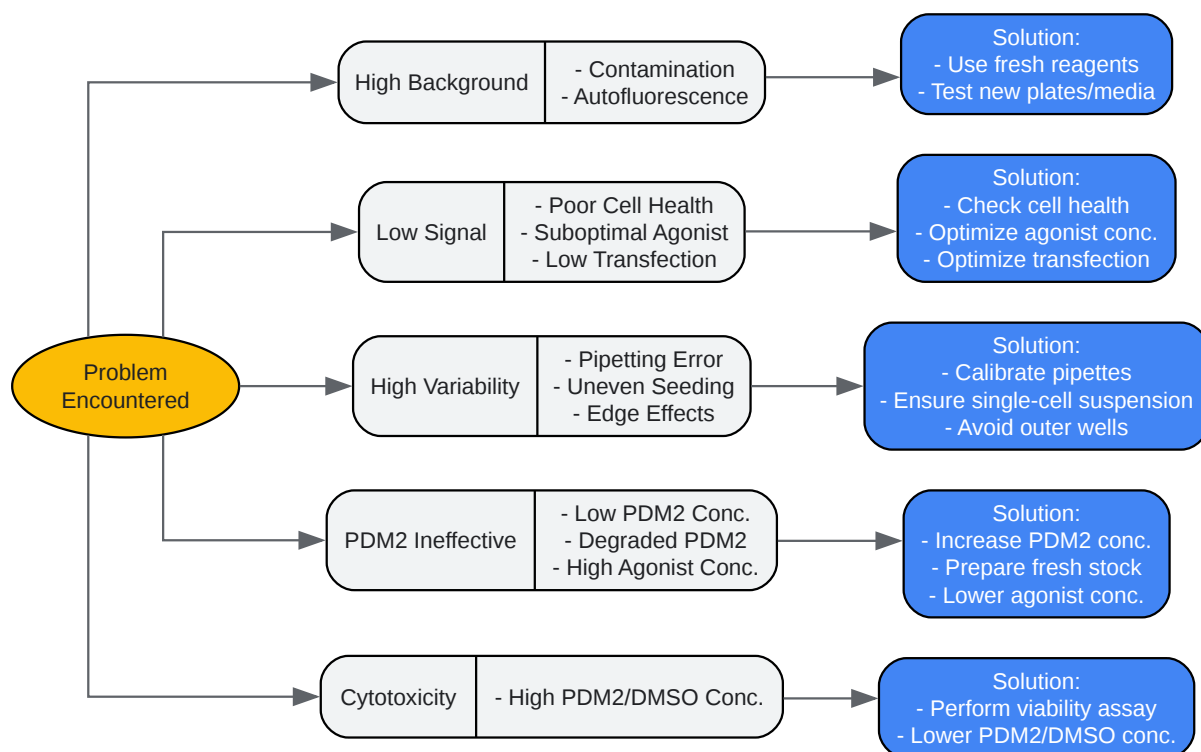 Problem
Encountered
High Background
- Contamination
- Autofluorescence
Solution:
- Use fresh reagents
- Test new plates/media
Low Signal
- Poor Cell Health
- Suboptimal Agonist
- Low Transfection
Solution:
- Check cell health
- Optimize agonist conc.
- Optimize transfection
High Variability
- Pipetting Error
- Uneven Seeding
- Edge Effects
Solution:
- Calibrate pipettes
- Ensure single-cell suspension
- Avoid outer wells
PDM2 Ineffective
- Low PDM2 Conc.
- Degraded PDM2
- High Agonist Conc.
Solution:
- Increase PDM2 conc.
- Prepare fresh stock
- Lower agonist conc.
Cytotoxicity
- High PDM2/DMSO Conc.
Solution:
- Perform viability assay
- Lower PDM2/DMSO conc.